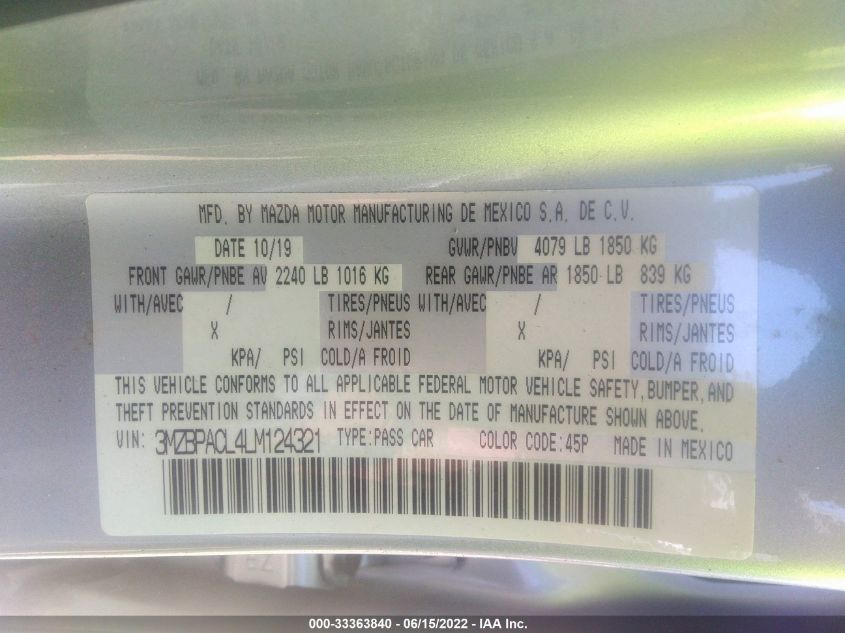 MFD. BY MAZDA MOTOR MANUFACTURING DE MEXICO S.A. DE C.V.
DATE 10/19 GVWR/PNBV 4079 LB 1850 KG
FRONT GAWR/PNBE AV 2240 LB 1016 KG REAR GAWR/PNBE AR 1850 LB 839 KG
WITH/AVEC / TIRES/PNEUS WITH/AVEC / TIRES/PNEUS
X RIMS/JANTES X RIMS/JANTES
KPA/ PSI COLD/A FROID KPA/ PSI COLD/A FROID
THIS VEHICLE CONFORMS TO ALL APPLICABLE FEDERAL MOTOR VEHICLE SAFETY, BUMPER, AND
THEFT PREVENTION STANDARDS IN EFFECT ON THE DATE OF MANUFACTURE SHOWN ABOVE.
VIN: 3MZBPACL4LM124321 TYPE:PASS CAR COLOR CODE:45P MADE IN MEXICO
000-33363840 - 06/15/2022 - IAA Inc.